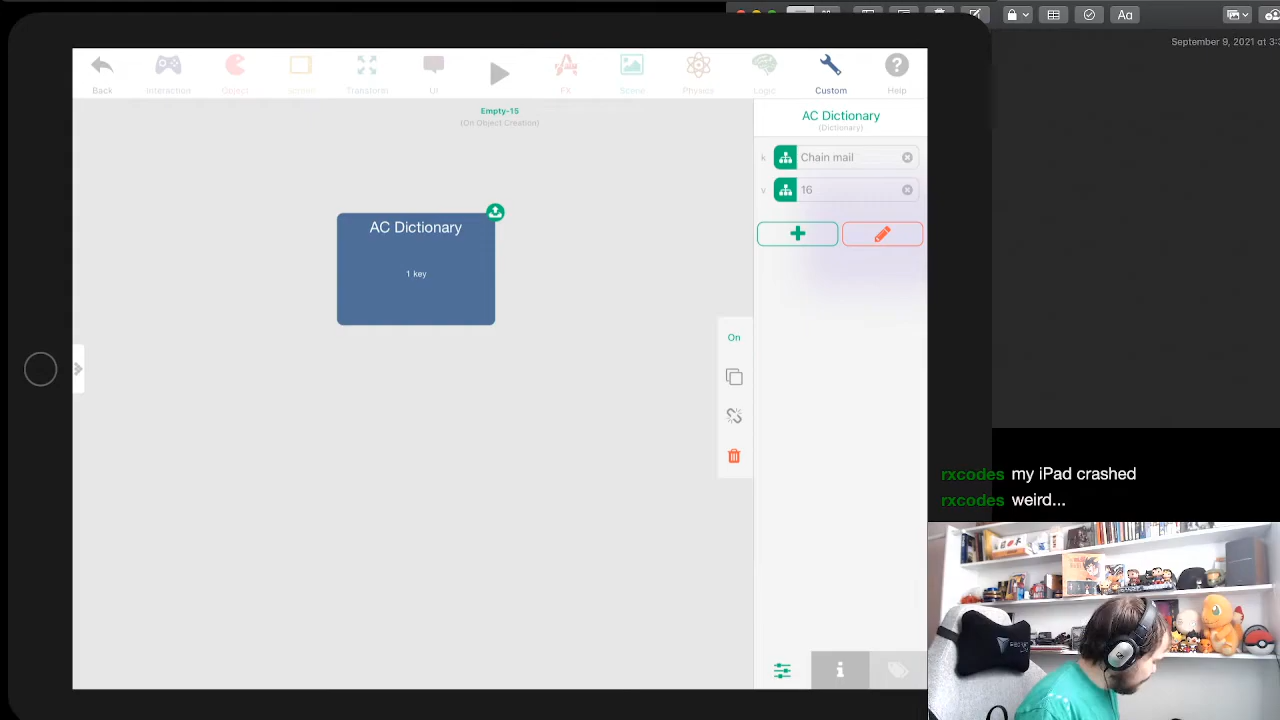 Aa
September 9, 2021 at 3:
Back
Interaction
Object
Screen
Transform
UI
FX
Scene
Physics
Logic
Custom
Help
Empty-15
(On Object Creation)
AC Dictionary
(Dictionary)
k
Chain mail
v
16
AC Dictionary
1 key
On
rxcodes my iPad crashed
rxcodes weird...